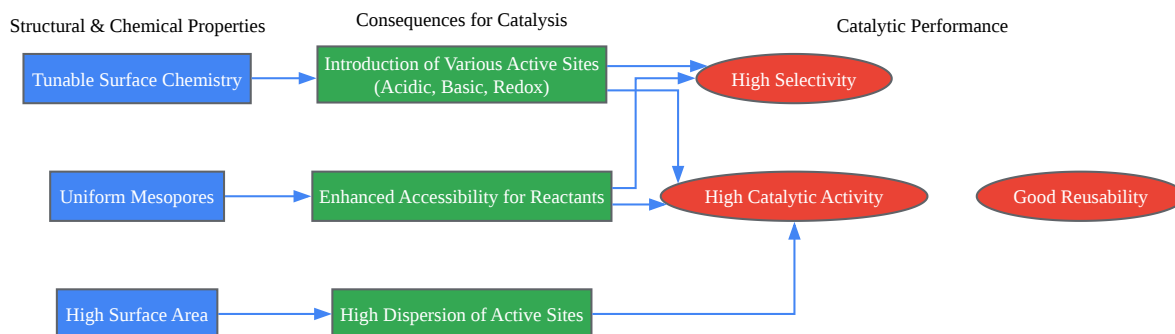 Structural & Chemical Properties
Consequences for Catalysis
Catalytic Performance
Tunable Surface Chemistry
Introduction of Various Active Sites
(Acidic, Basic, Redox)
High Selectivity
Uniform Mesopores
Enhanced Accessibility for Reactants
High Catalytic Activity
Good Reusability
High Surface Area
High Dispersion of Active Sites